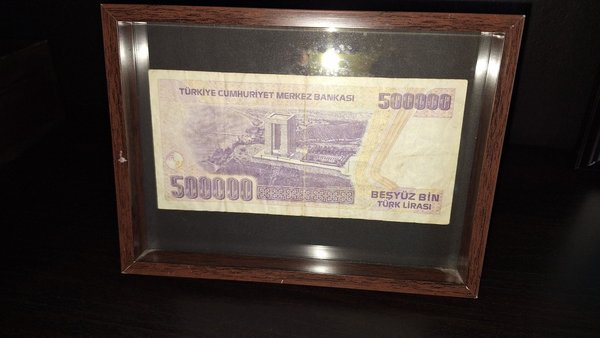 TÜRKİYE CUMHURİYET MERKEZ BANKASI
500000
500000
BEŞYÜZ BİN
TÜRK LİRASI